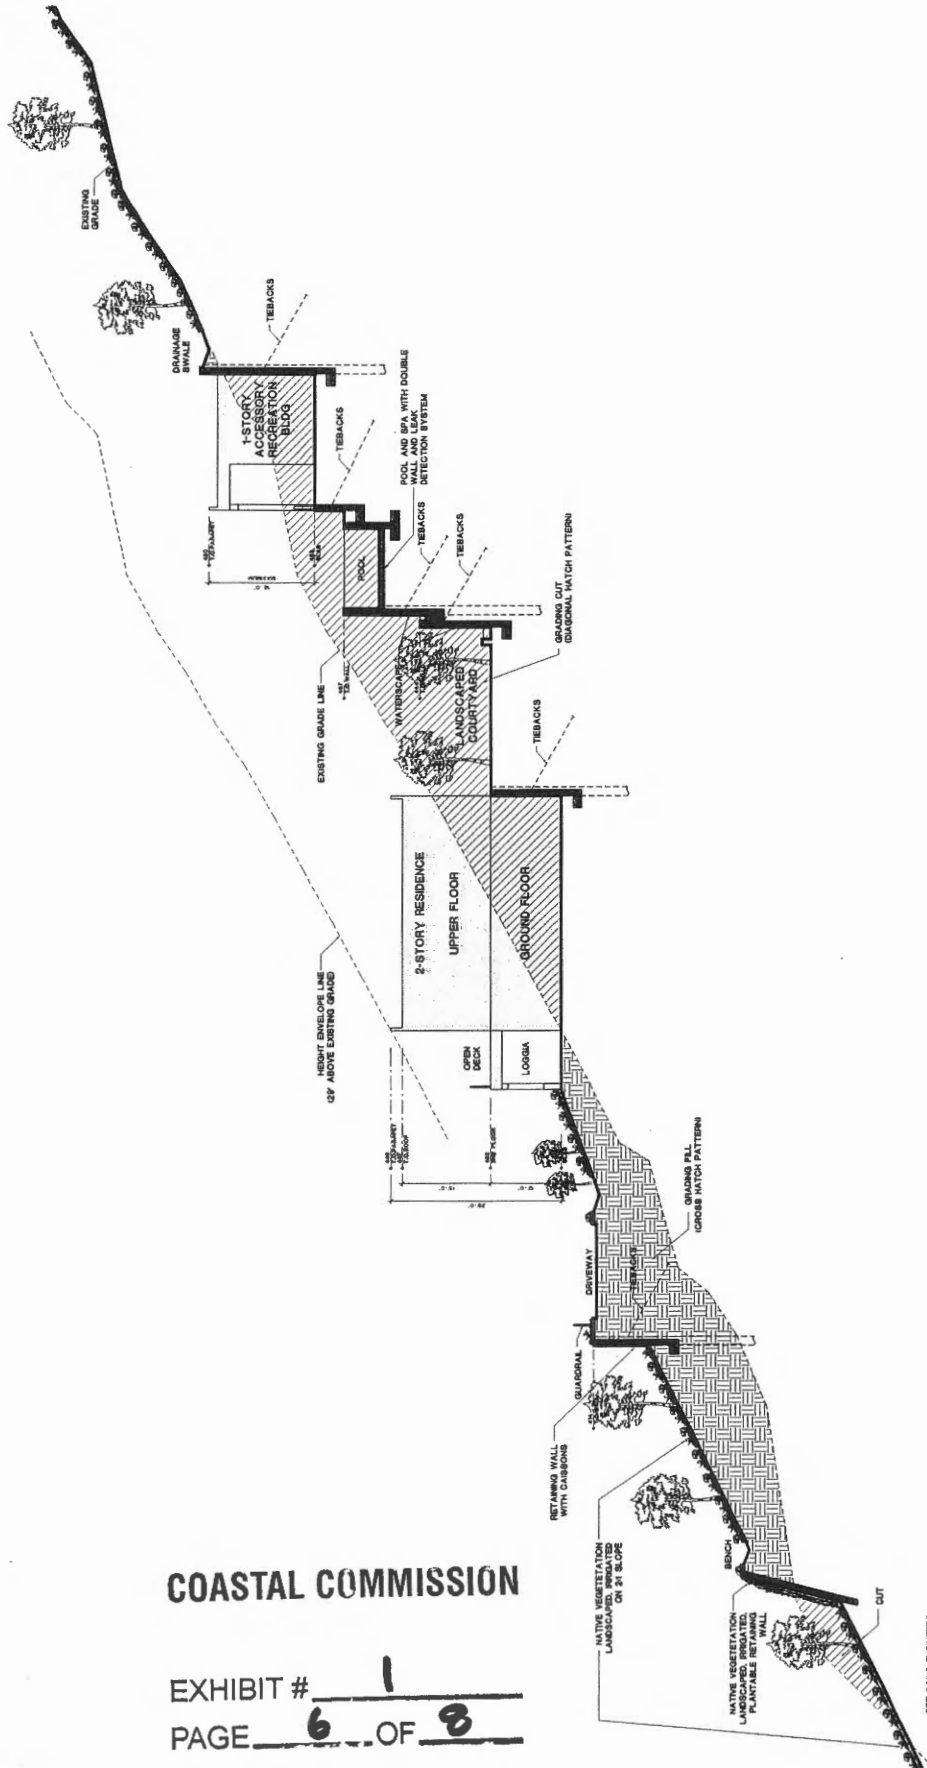 EXISTING
GRADE
DRAINAGE
SWALE
TIEBACKS
1-STORY
ACCESSORY
RECREATION
BLDG
TIEBACKS
POOL AND SPA WITH DOUBLE
WALL AND LEAK
DETECTION SYSTEM
POOL
TIEBACKS
TIEBACKS
EXISTING GRADE LINE
WATERSCAPE
LANDSCAPED
COURTYARD
GRADING CUT
(DIAGONAL HATCH PATTERN)
TIEBACKS
HEIGHT ENVELOPE LINE
(29' ABOVE EXISTING GRADE)
2-STORY RESIDENCE
UPPER FLOOR
GROUND FLOOR
OPEN
DECK
LOGGIA
DRIVEWAY
TIEBACKS
GRADING FILL
(CROSS HATCH PATTERN)
GUARDRAIL
RETAINING WALL
WITH CAISSONS
NATIVE VEGETATION
LANDSCAPED, IRRIGATED
ON 2:1 SLOPE
BENCH
NATIVE VEGETETATION
LANDSCAPED, IRRIGATED,
PLANTABLE RETAINING
WALL
CUT
COASTAL COMMISSION
EXHIBIT # 1
PAGE 6 OF 8